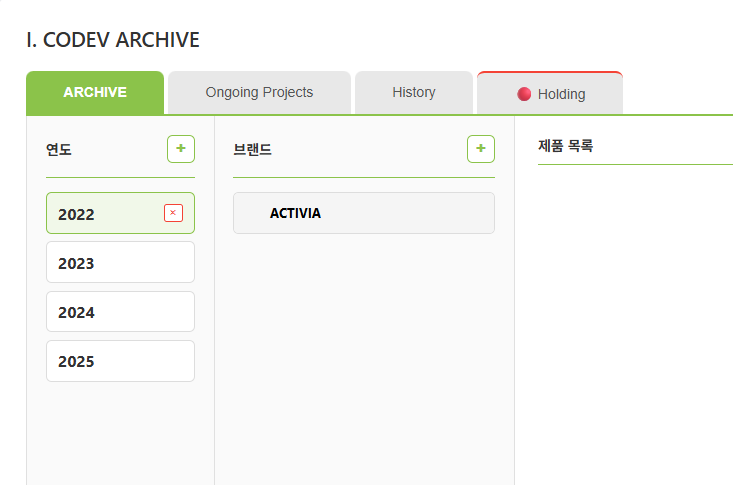 I. CODEV ARCHIVE
ARCHIVE
Ongoing Projects
History
Holding
연도
+
브랜드
+
제품 목록
2022
×
ACTIVIA
2023
2024
2025